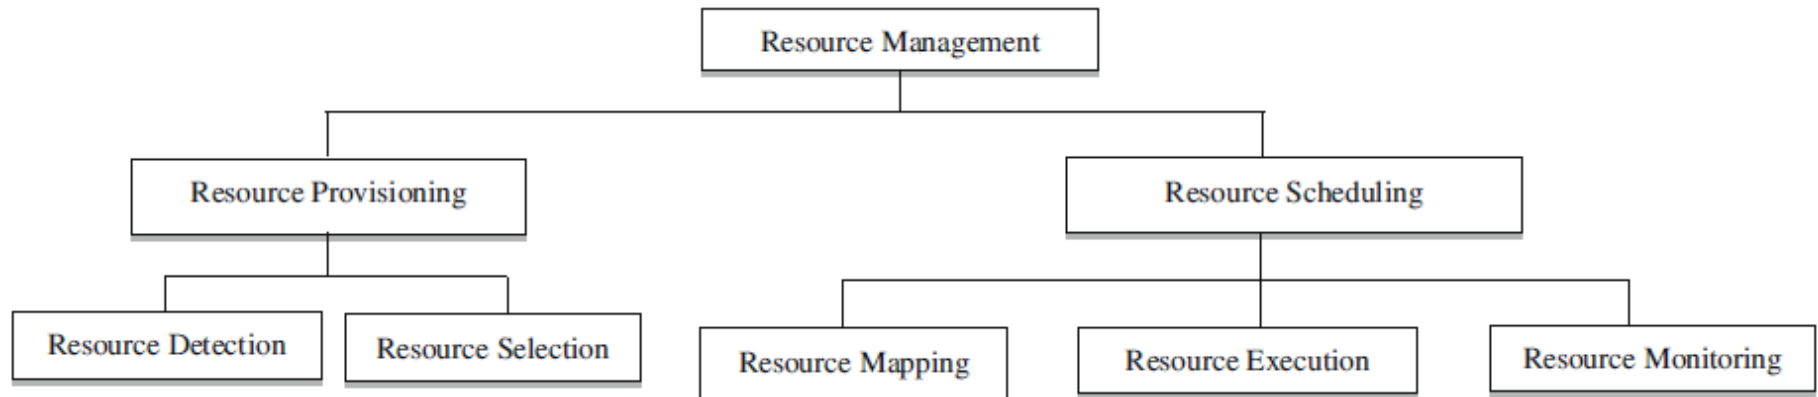 Resource Management
Resource Provisioning
Resource Scheduling
Resource Detection
Resource Selection
Resource Mapping
Resource Execution
Resource Monitoring